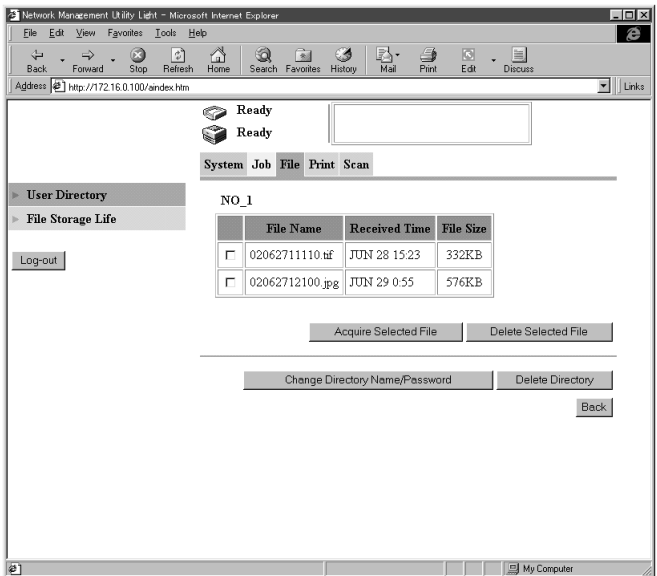 Network Management Utility Light - Microsoft Internet Explorer
File Edit View Favorites Tools Help
Back Forward Stop Refresh Home Search Favorites History Mail Print Edit Discuss
Address http://172.16.0.100/aindex.htm Links
Ready
Ready
System Job File Print Scan
User Directory
File Storage Life
Log-out
NO_1
File Name Received Time File Size
02062711110.tif JUN 28 15:23 332KB
02062712100.jpg JUN 29 0:55 576KB
Acquire Selected File Delete Selected File
Change Directory Name/Password Delete Directory
Back
My Computer